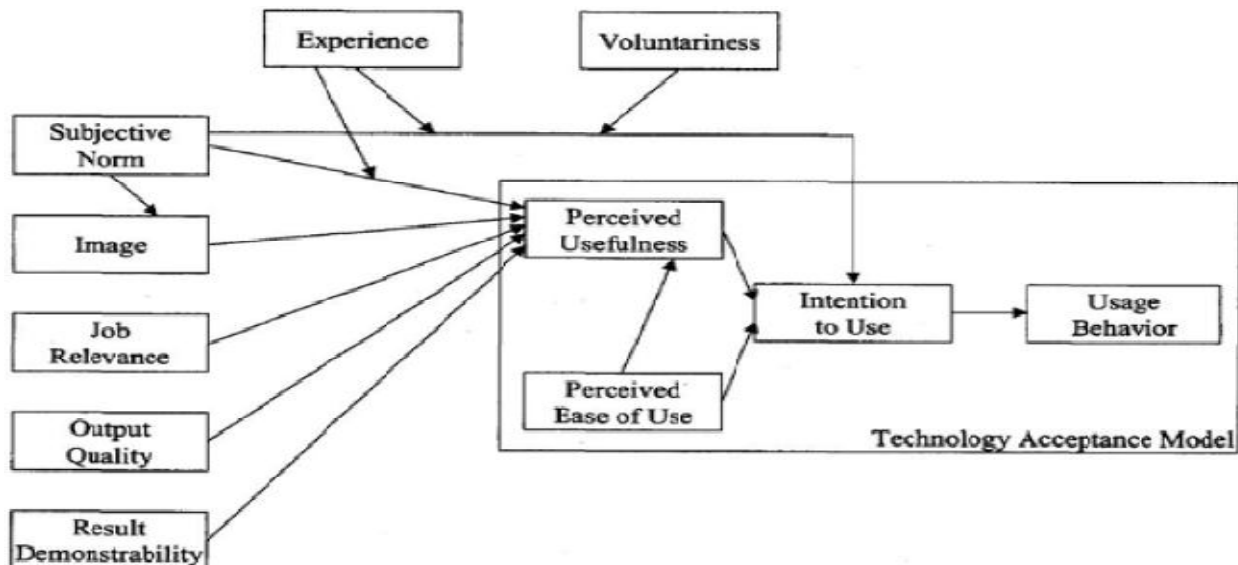 Experience
Voluntariness
Subjective
Norm
Image
Perceived
Usefulness
Job
Relevance
Intention
to Use
Usage
Behavior
Perceived
Ease of Use
Output
Quality
Technology Acceptance Model
Result
Demonstrability